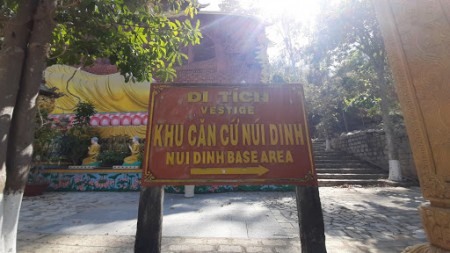 DI TÍCH
VESTIGE
KHU CĂN CỨ NÚI DINH
NUI DINH BASE AREA